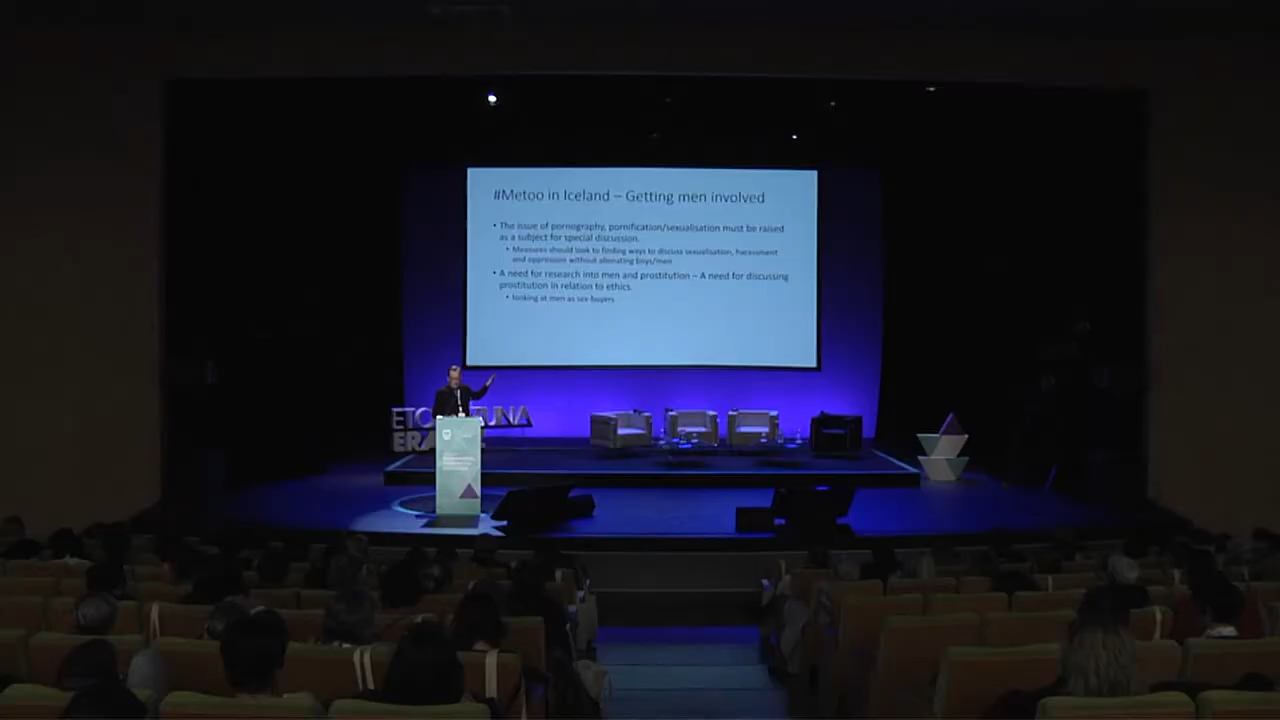 #Metoo in Iceland – Getting men involved
• The issue of pornography, pornification/sexualisation must be raised
as a subject for special discussion.
• Measures should look to finding ways to discuss sexualisation, harassment
and oppression without alienating boys/men
• A need for research into men and prostitution – A need for discussing
prostitution in relation to ethics.
• looking at men as sex buyers
UNA